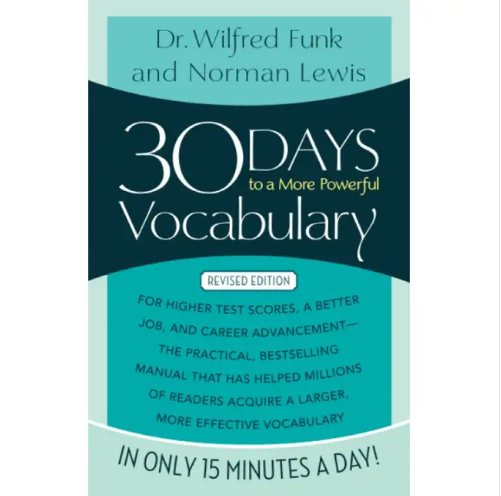 Dr. Wilfred Funk
and Norman Lewis
30 DAYS
to a More Powerful
Vocabulary
REVISED EDITION
FOR HIGHER TEST SCORES, A BETTER
JOB, AND CAREER ADVANCEMENT—
THE PRACTICAL, BESTSELLING
MANUAL THAT HAS HELPED MILLIONS
OF READERS ACQUIRE A LARGER,
MORE EFFECTIVE VOCABULARY
IN ONLY 15 MINUTES A DAY!